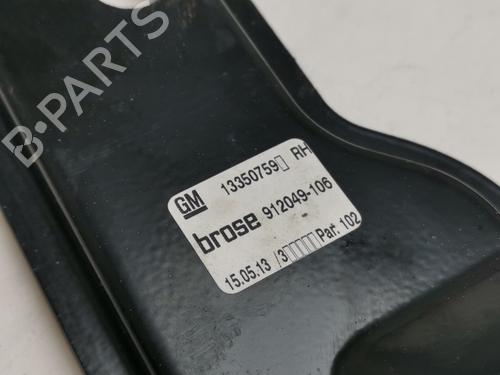 B-PARTS
GM 13350759 RH
brose 912049-106
15.05.13 /3 Par. 102